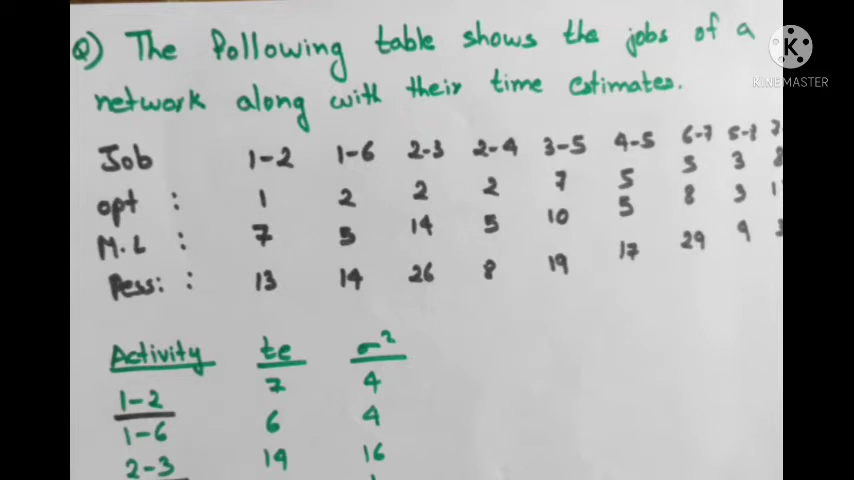 Q) The Following table shows the jobs of a
network along with their time estimates.
Job 1-2 1-6 2-3 2-4 3-5 4-5 6-7 5-8
opt : 1 2 2 2 7 5 5 3 8
M.L : 7 5 14 5 10 5 8 3 1
Pess: : 13 14 26 8 19 17 29 9 3
Activity te σ²
1-2 7 4
1-6 6 4
2-3 14 16
K
KINEMASTER